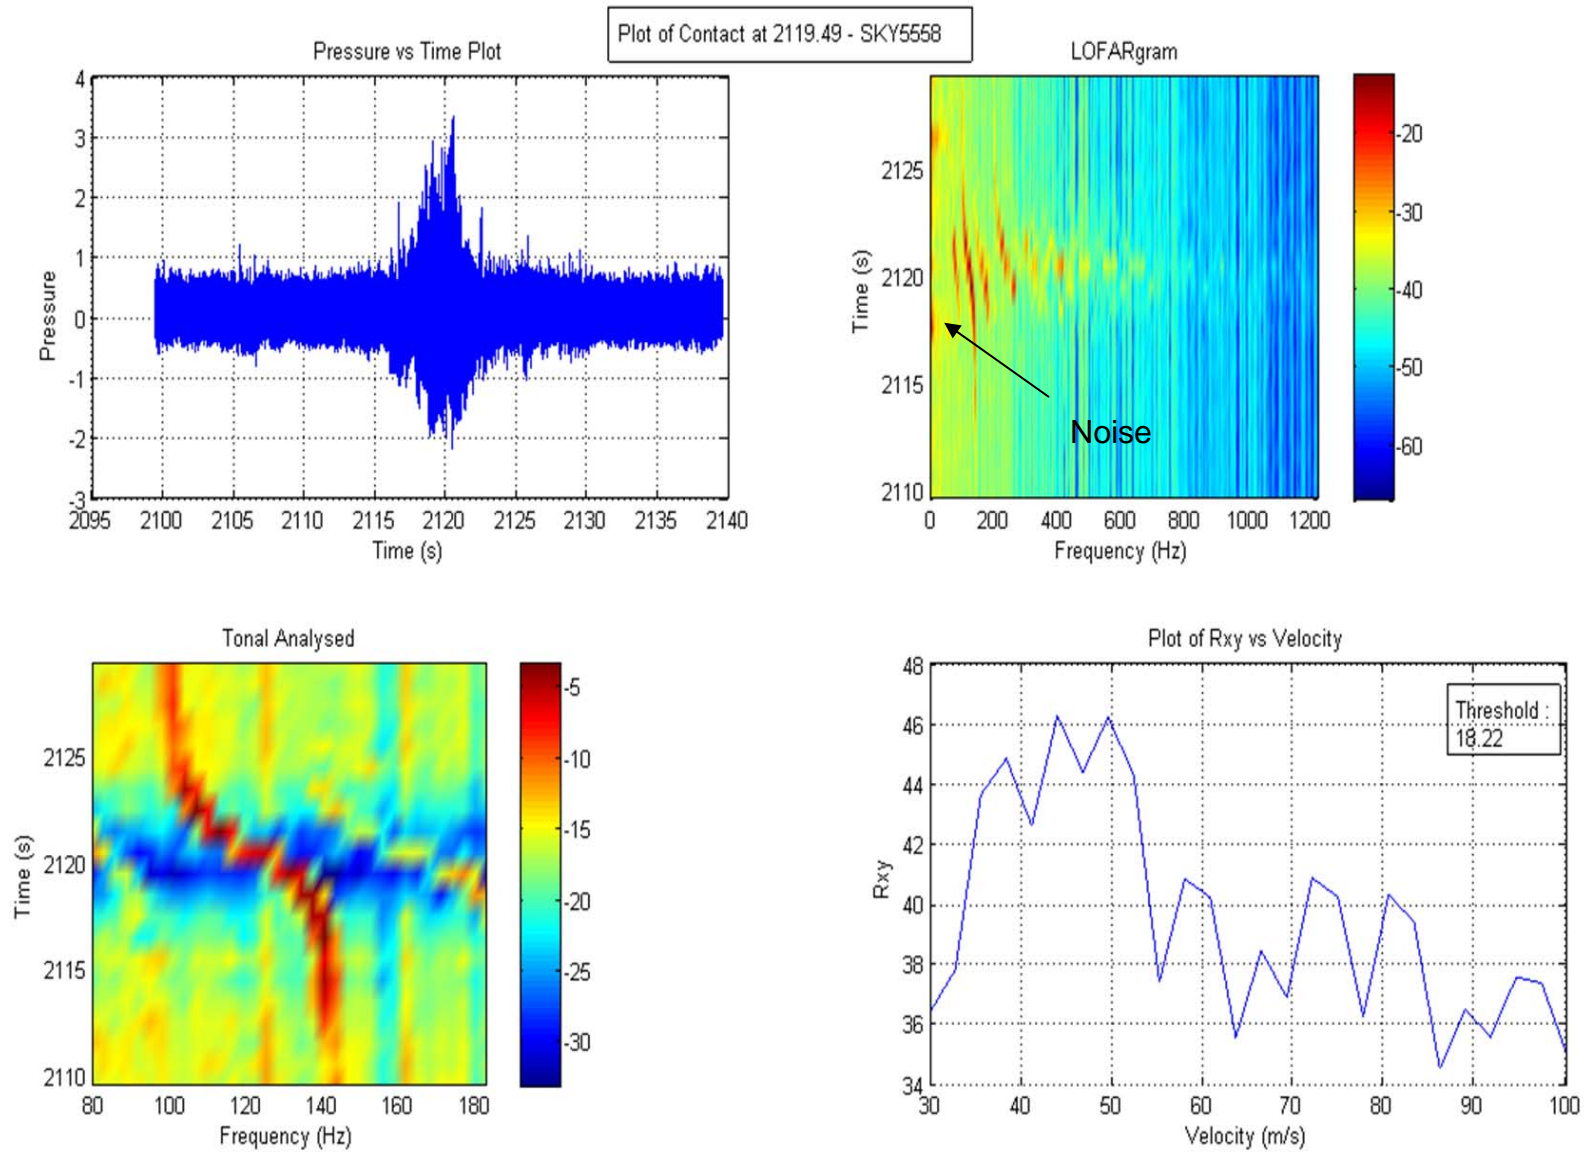 Plot of Contact at 2119.49 - SKY5558
Pressure vs Time Plot
4
3
2
1
0
-1
-2
-3
Pressure
2095 2100 2105 2110 2115 2120 2125 2130 2135 2140
Time (s)
LOFARgram
2125
2120
2115
2110
Time (s)
Noise
0 200 400 600 800 1000 1200
Frequency (Hz)
-20
-30
-40
-50
-60
Tonal Analysed
2125
2120
2115
2110
Time (s)
80 100 120 140 160 180
Frequency (Hz)
-5
-10
-15
-20
-25
-30
Plot of Rxy vs Velocity
48
46
44
42
40
38
36
34
Rxy
Threshold :
18.22
30 40 50 60 70 80 90 100
Velocity (m/s)